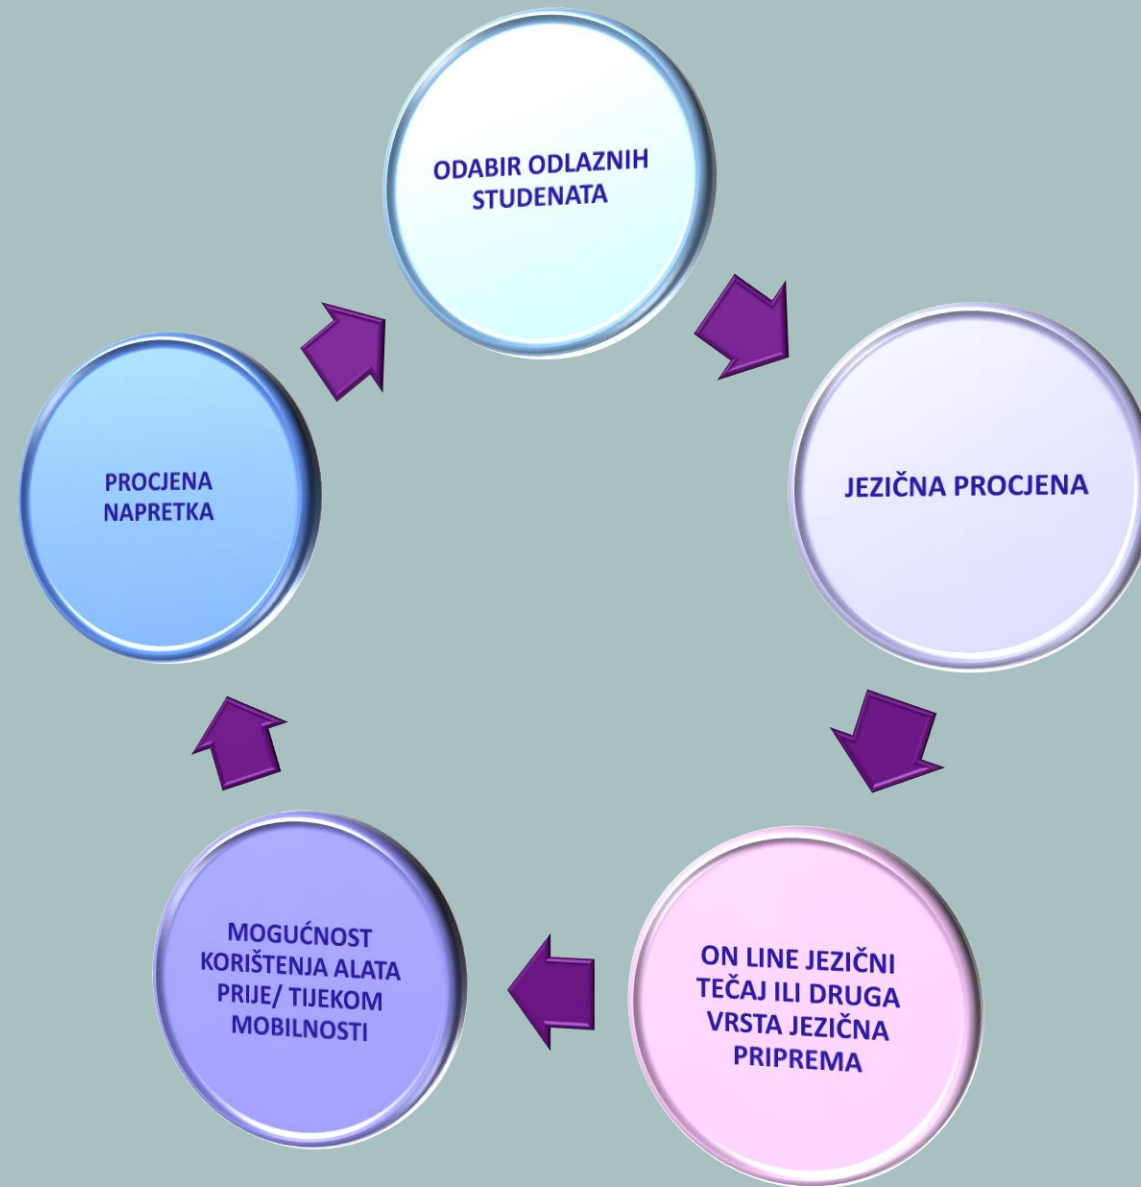 ODABIR ODLAZNIH
STUDENATA
JEZIČNA PROCJENA
ON LINE JEZIČNI
TEČAJ ILI DRUGA
VRSTA JEZIČNA
PRIPREMA
MOGUĆNOST
KORIŠTENJA ALATA
PRIJE/ TIJEKOM
MOBILNOSTI
PROCJENA
NAPRETKA